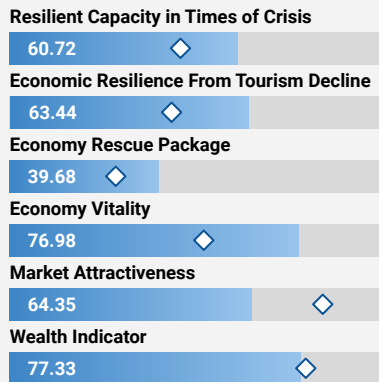 Resilient Capacity in Times of Crisis
60.72
Economic Resilience From Tourism Decline
63.44
Economy Rescue Package
39.68
Economy Vitality
76.98
Market Attractiveness
64.35
Wealth Indicator
77.33